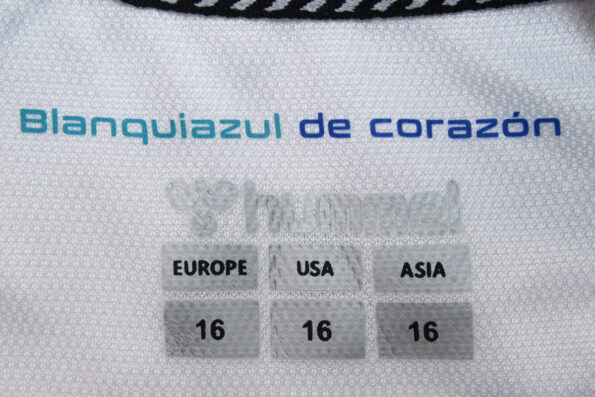 Blanquiazul de corazón
hummel
EUROPE USA ASIA
16 16 16